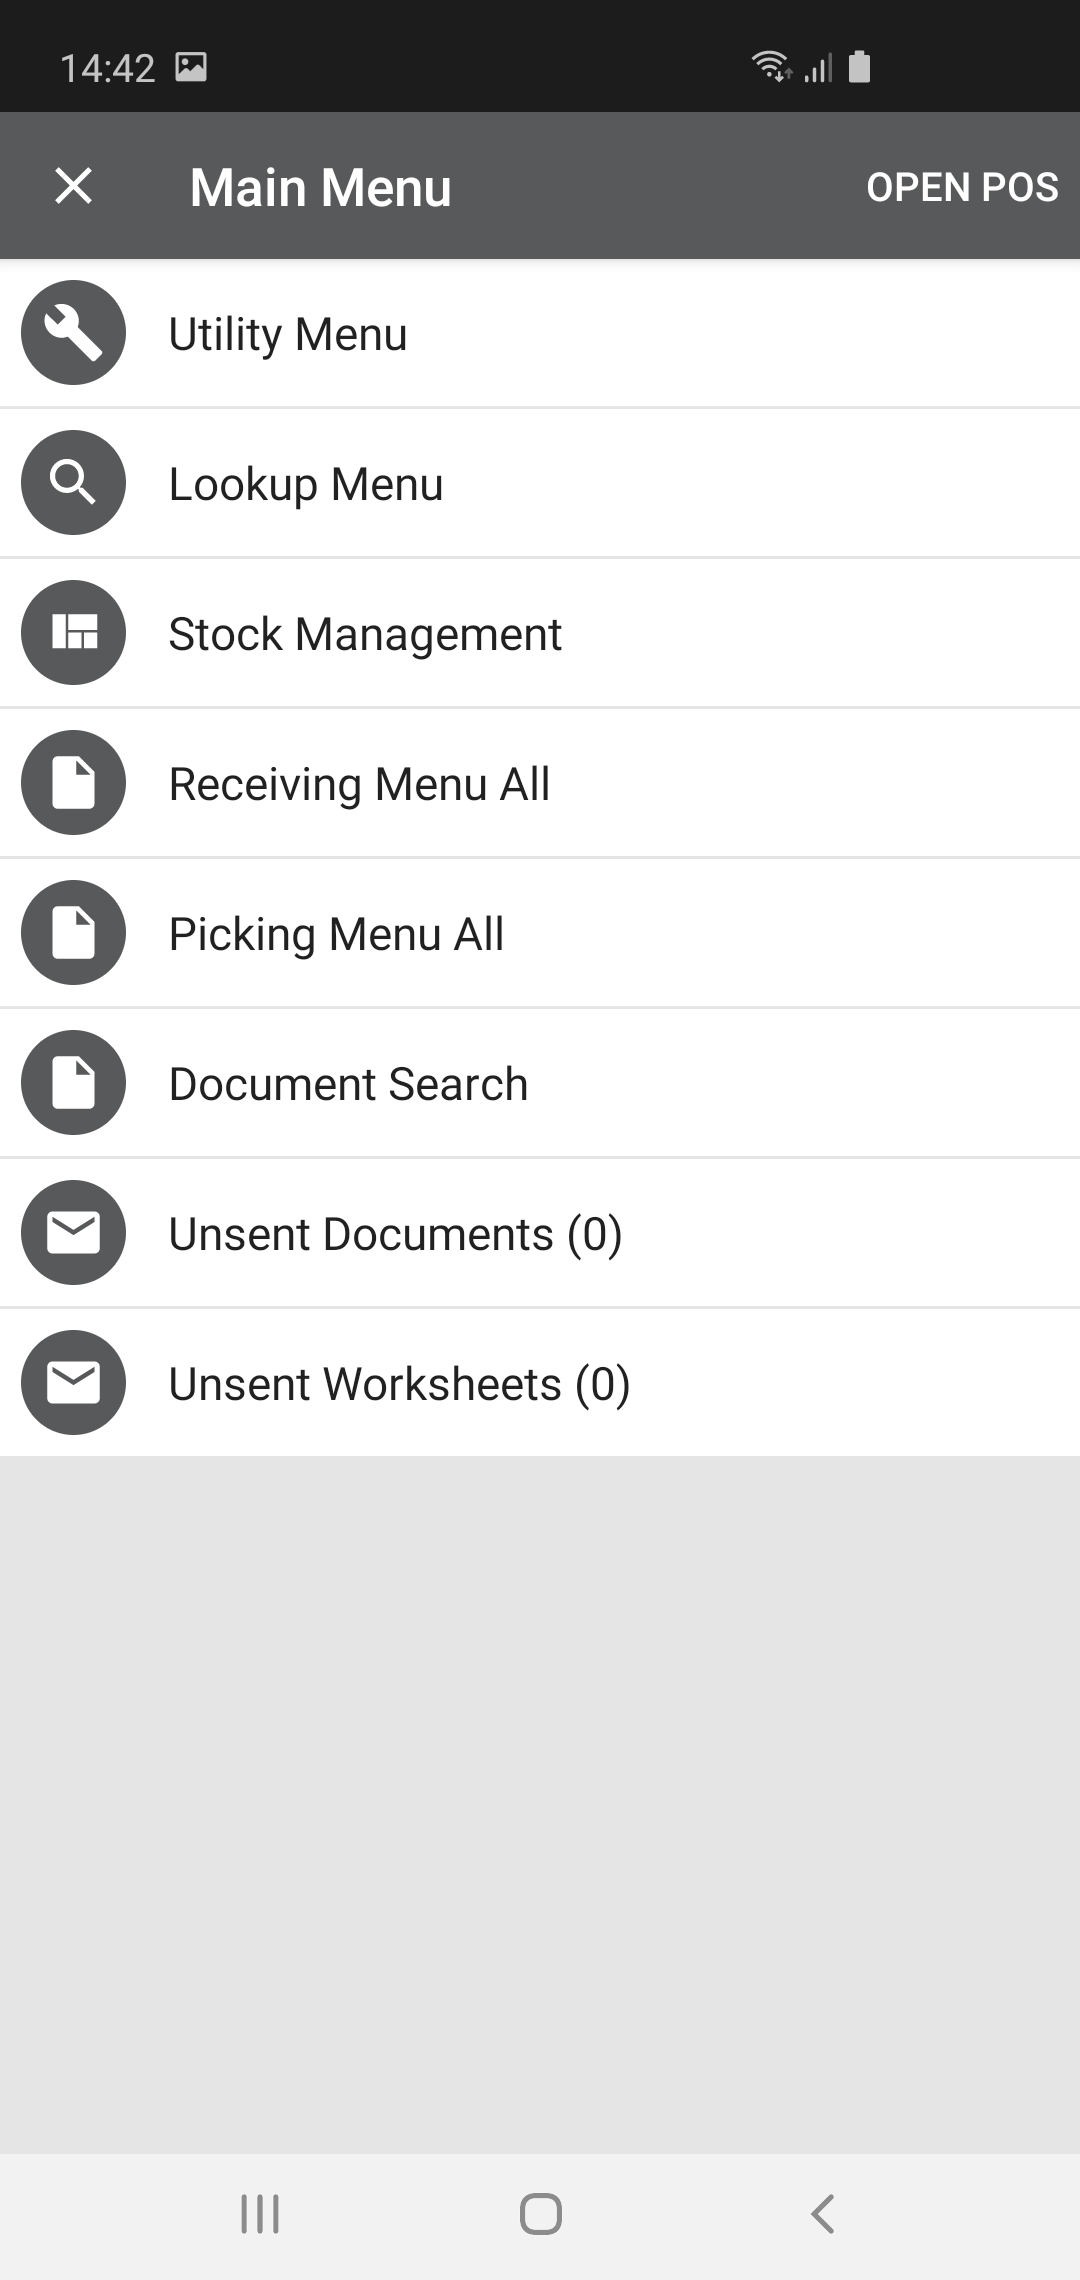 14:42
Main Menu
OPEN POS
Utility Menu
Lookup Menu
Stock Management
Receiving Menu All
Picking Menu All
Document Search
Unsent Documents (0)
Unsent Worksheets (0)